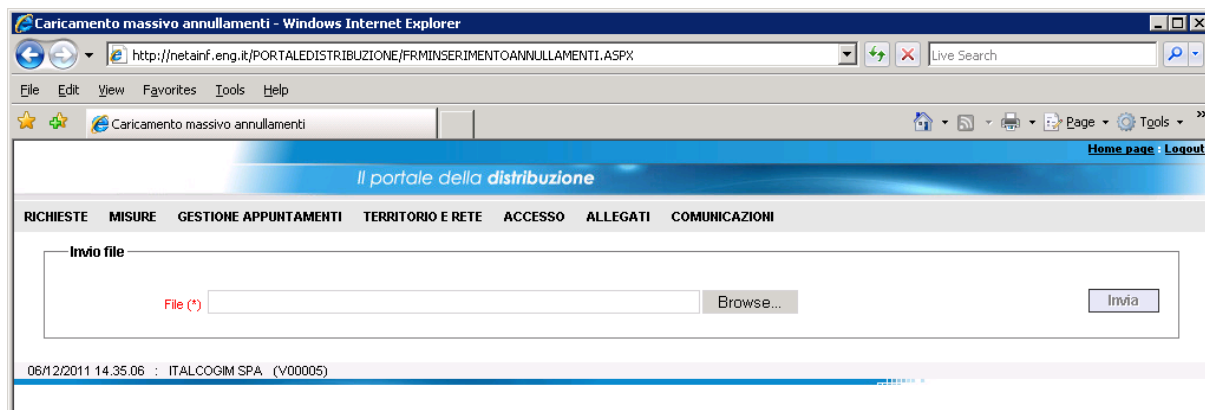 Caricamento massivo annullamenti - Windows Internet Explorer
http://netainf.eng.it/PORTALEDISTRIBUZIONE/FRMINSERIMENTOANNULLAMENTI.ASPX Live Search
File Edit View Favorites Tools Help
Caricamento massivo annullamenti Page Tools »
Home page : Logout
Il portale della distribuzione
RICHIESTE MISURE GESTIONE APPUNTAMENTI TERRITORIO E RETE ACCESSO ALLEGATI COMUNICAZIONI
Invio file
File (*) Browse... Invia
06/12/2011 14.35.06 : ITALCOGIM SPA (V00005)